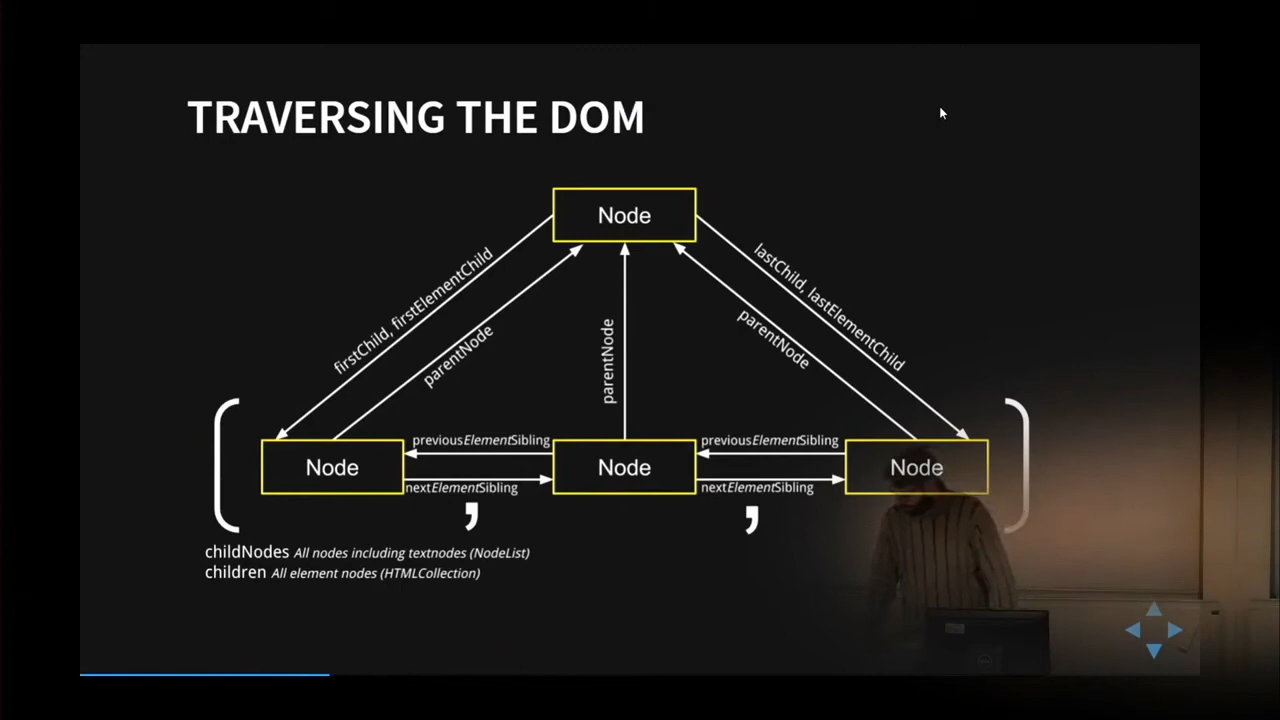 TRAVERSING THE DOM
Node
firstChild, firstElementChild
parentNode
parentNode
parentNode
lastChild, lastElementChild
Node
previousElementSibling
nextElementSibling
Node
previousElementSibling
nextElementSibling
Node
,
,
childNodes All nodes including textnodes (NodeList)
children All element nodes (HTMLCollection)